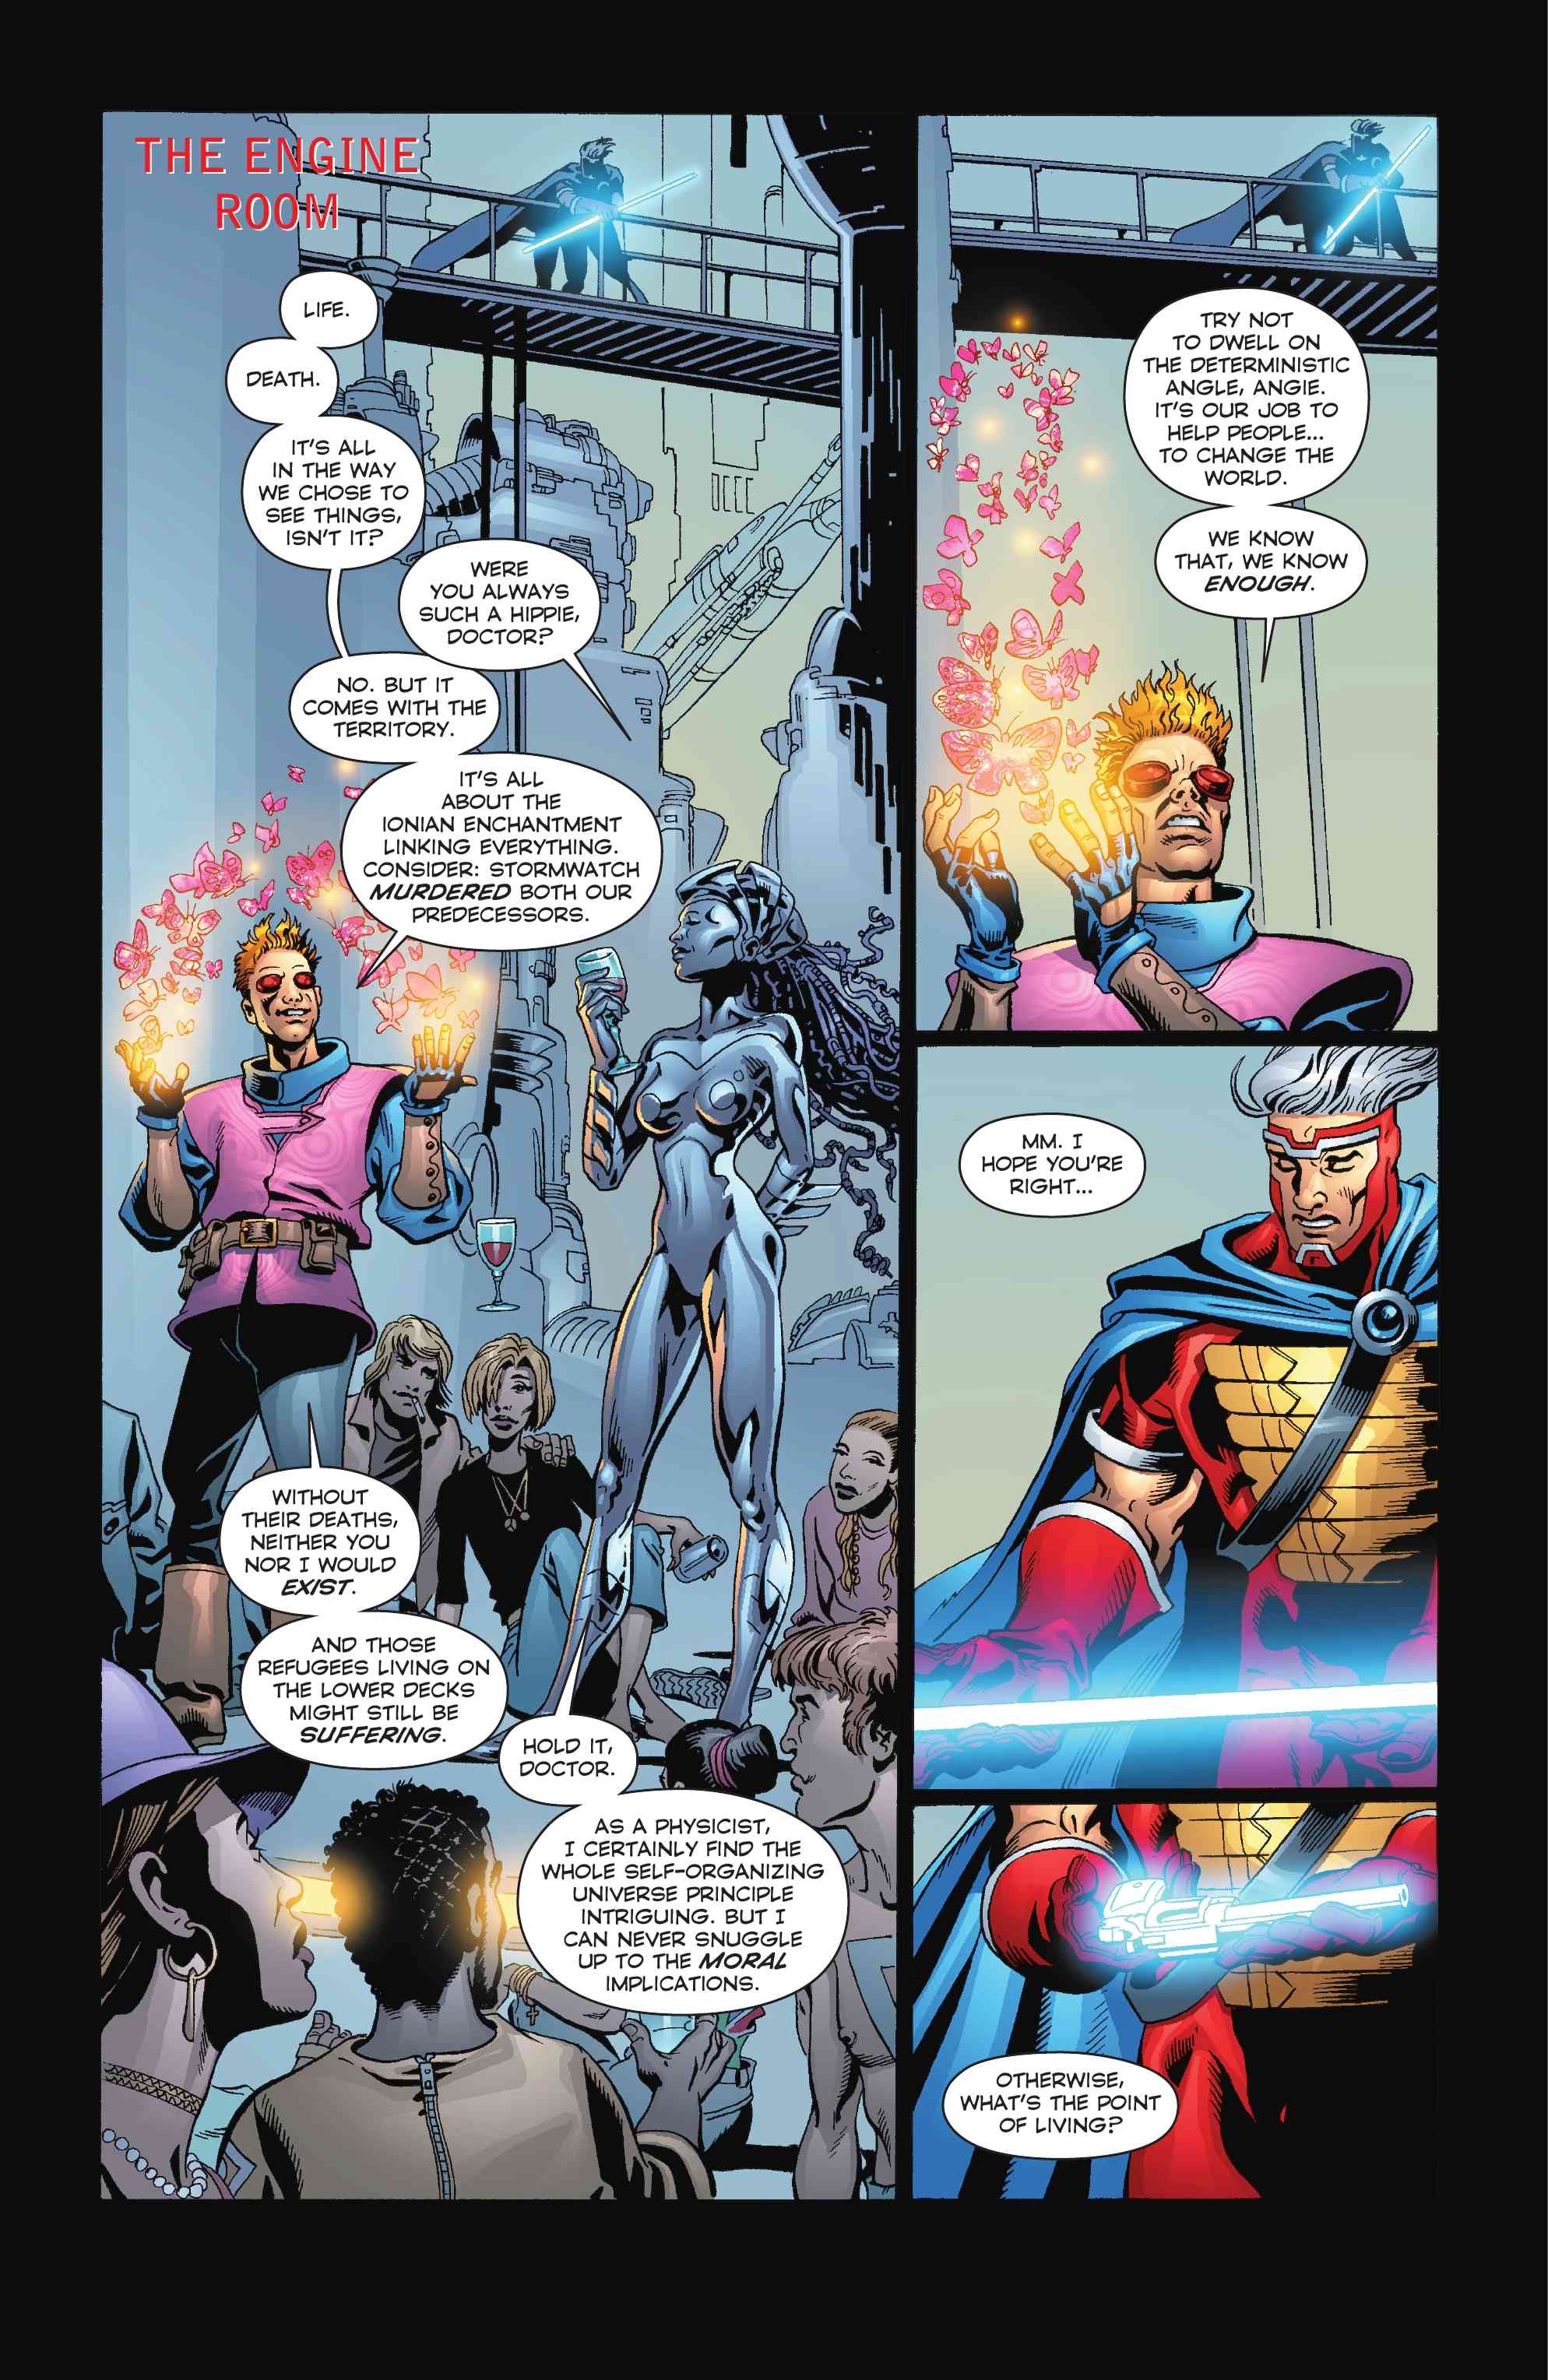 THE ENGINE
ROOM
LIFE.
DEATH.
IT'S ALL
IN THE WAY
WE CHOSE TO
SEE THINGS,
ISN'T IT?
WERE
YOU ALWAYS
SUCH A HIPPIE,
DOCTOR?
NO. BUT IT
COMES WITH THE
TERRITORY.
IT'S ALL
ABOUT THE
IONIAN ENCHANTMENT
LINKING EVERYTHING.
CONSIDER: STORMWATCH
MURDERED BOTH OUR
PREDECESSORS.
WITHOUT
THEIR DEATHS,
NEITHER YOU
NOR I WOULD
EXIST.
AND THOSE
REFUGEES LIVING ON
THE LOWER DECKS
MIGHT STILL BE
SUFFERING.
HOLD IT,
DOCTOR.
AS A PHYSICIST,
I CERTAINLY FIND THE
WHOLE SELF-ORGANIZING
UNIVERSE PRINCIPLE
INTRIGUING. BUT I
CAN NEVER SNUGGLE
UP TO THE MORAL
IMPLICATIONS.
TRY NOT
TO DWELL ON
THE DETERMINISTIC
ANGLE, ANGIE.
IT'S OUR JOB TO
HELP PEOPLE...
TO CHANGE THE
WORLD.
WE KNOW
THAT, WE KNOW
ENOUGH.
MM. I
HOPE YOU'RE
RIGHT...
OTHERWISE,
WHAT'S THE POINT
OF LIVING?